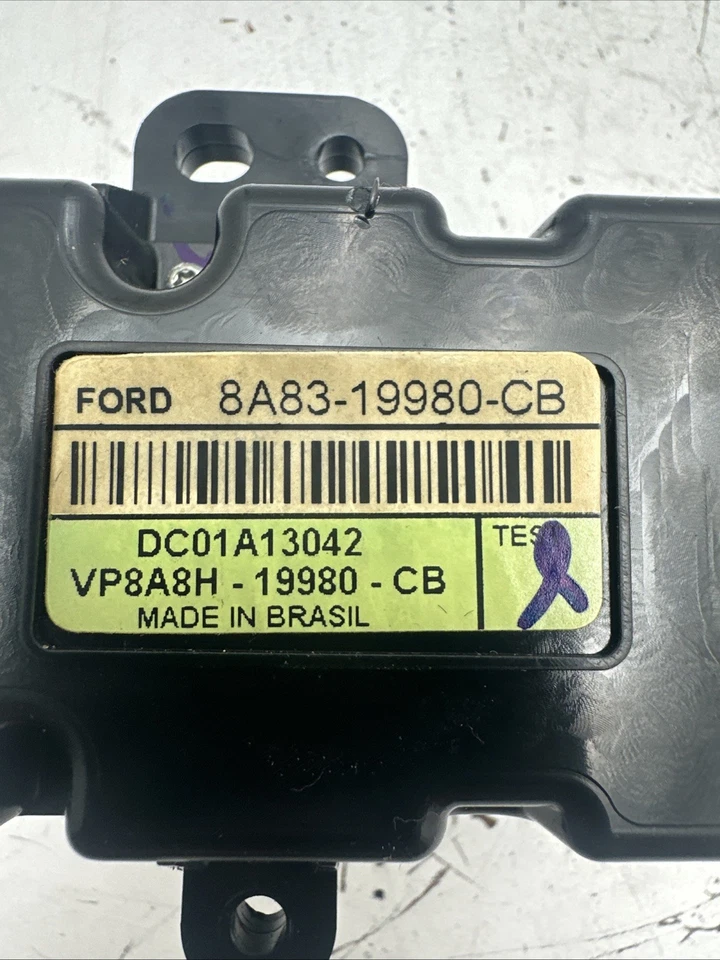 FORD 8A83-19980-CB
DC01A13042
VP8A8H - 19980 - CB
MADE IN BRASIL